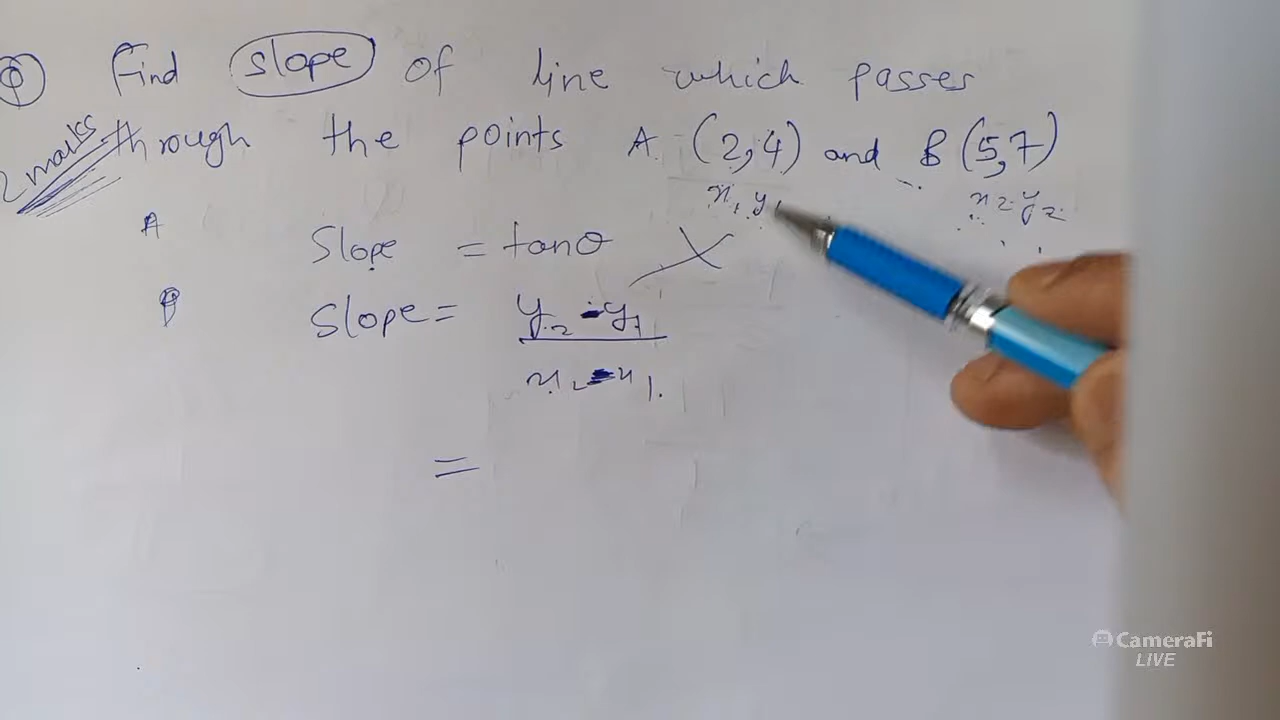 Q Find slope of line which passes
through the points A (2,4) and B (5,7)
2 marks
x1 y1 x2 y2
A Slope = tanθ
Slope = y2 - y1
x2 - x1
=
CameraFi
LIVE